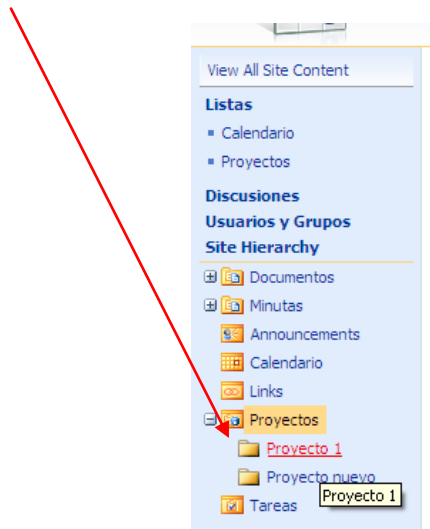 View All Site Content
Listas
Calendario
Proyectos
Discusiones
Usuarios y Grupos
Site Hierarchy
Documentos
Minutas
Announcements
Calendario
Links
Proyectos
Proyecto 1
Proyecto nuevo
Proyecto 1
Tareas